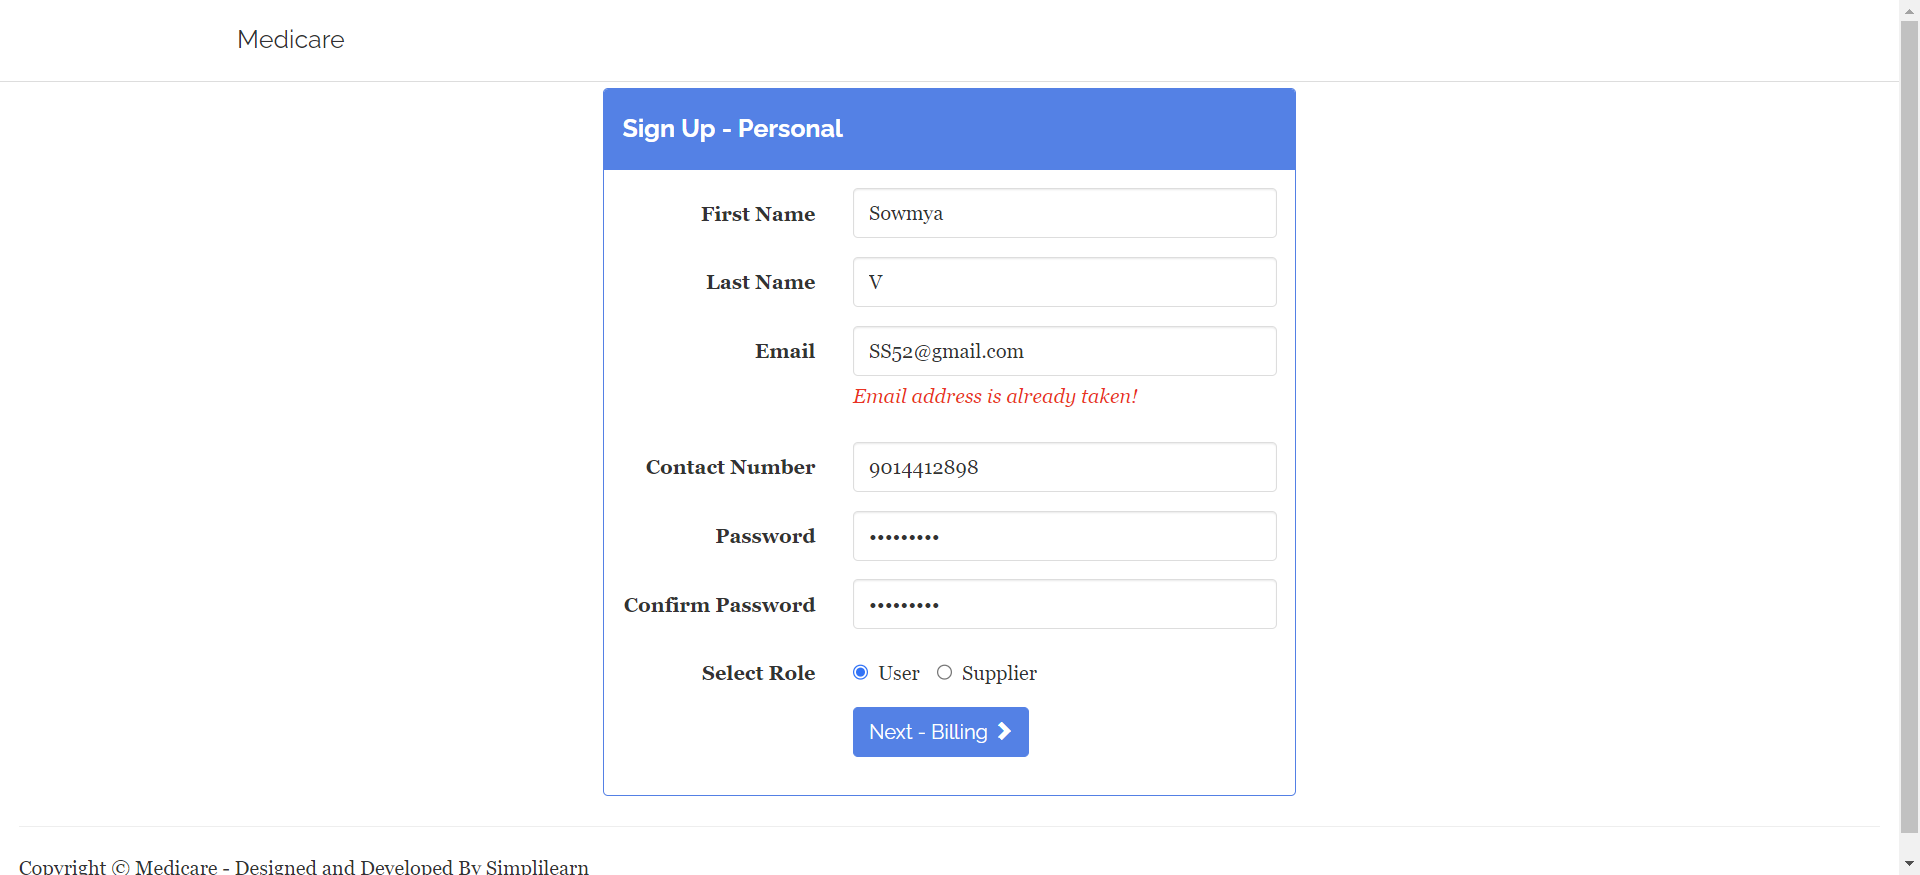 Medicare
Sign Up - Personal
First Name Sowmya
Last Name V
Email SS52@gmail.com
Email address is already taken!
Contact Number 9014412898
Password •••••••••
Confirm Password •••••••••
Select Role User Supplier
Next - Billing
Copyright © Medicare - Designed and Developed By Simplilearn